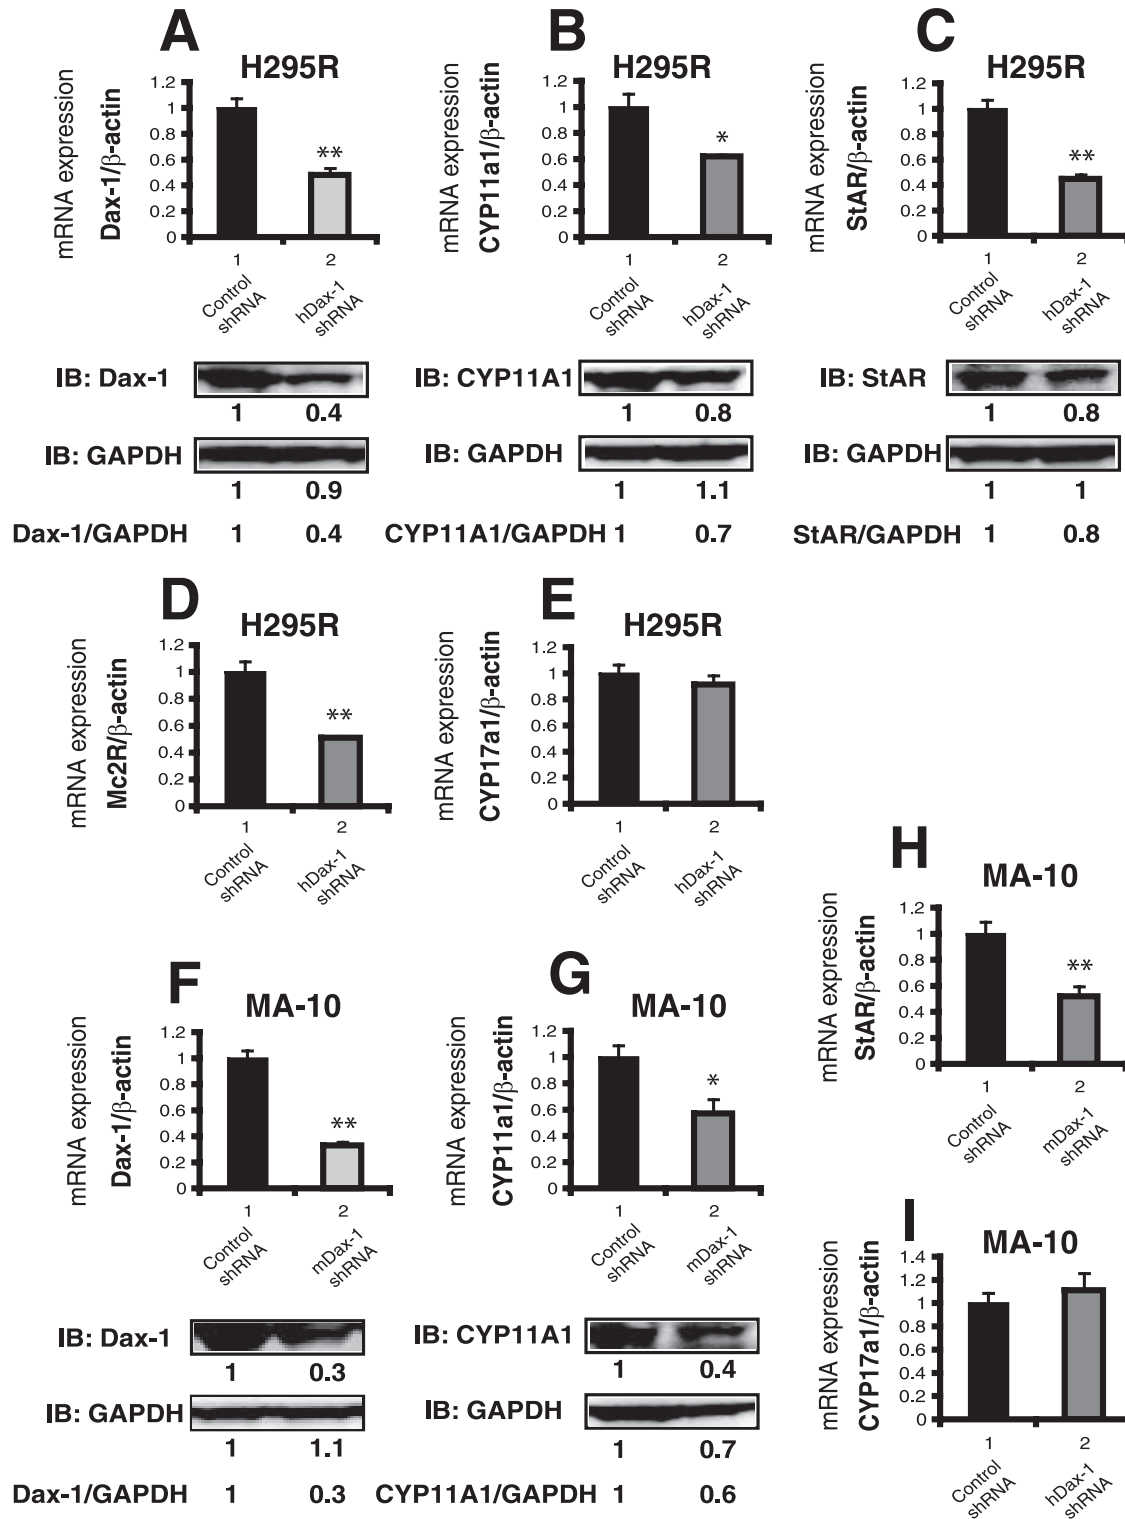 A
H295R
mRNA expression
Dax-1/β-actin
1.2
1
0.8
0.6
0.4
0.2
0
**
1 2
Control shRNA
hDax-1 shRNA
IB: Dax-1
1 0.4
IB: GAPDH
1 0.9
Dax-1/GAPDH 1 0.4
B
H295R
mRNA expression
CYP11a1/β-actin
1.2
1
0.8
0.6
0.4
0.2
0
*
1 2
Control shRNA
hDax-1 shRNA
IB: CYP11A1
1 0.8
IB: GAPDH
1 1.1
CYP11A1/GAPDH 1 0.7
C
H295R
mRNA expression
StAR/β-actin
1.2
1
0.8
0.6
0.4
0.2
0
**
1 2
Control shRNA
hDax-1 shRNA
IB: StAR
1 0.8
IB: GAPDH
1 1
StAR/GAPDH 1 0.8
D
H295R
mRNA expression
Mc2R/β-actin
1.2
1
0.8
0.6
0.4
0.2
0
**
1 2
Control shRNA
hDax-1 shRNA
E
H295R
mRNA expression
CYP17a1/β-actin
1.2
1
0.8
0.6
0.4
0.2
0
1 2
Control shRNA
hDax-1 shRNA
F
MA-10
mRNA expression
Dax-1/β-actin
1.2
1
0.8
0.6
0.4
0.2
0
**
1 2
Control shRNA
mDax-1 shRNA
IB: Dax-1
1 0.3
IB: GAPDH
1 1.1
Dax-1/GAPDH 1 0.3
G
MA-10
mRNA expression
CYP11a1/β-actin
1.2
1
0.8
0.6
0.4
0.2
0
*
1 2
Control shRNA
mDax-1 shRNA
IB: CYP11A1
1 0.4
IB: GAPDH
1 0.7
CYP11A1/GAPDH 1 0.6
H
MA-10
mRNA expression
StAR/β-actin
1.2
1
0.8
0.6
0.4
0.2
0
**
1 2
Control shRNA
mDax-1 shRNA
I
MA-10
mRNA expression
CYP17a1/β-actin
1.4
1.2
1
0.8
0.6
0.4
0.2
0
1 2
Control shRNA
hDax-1 shRNA